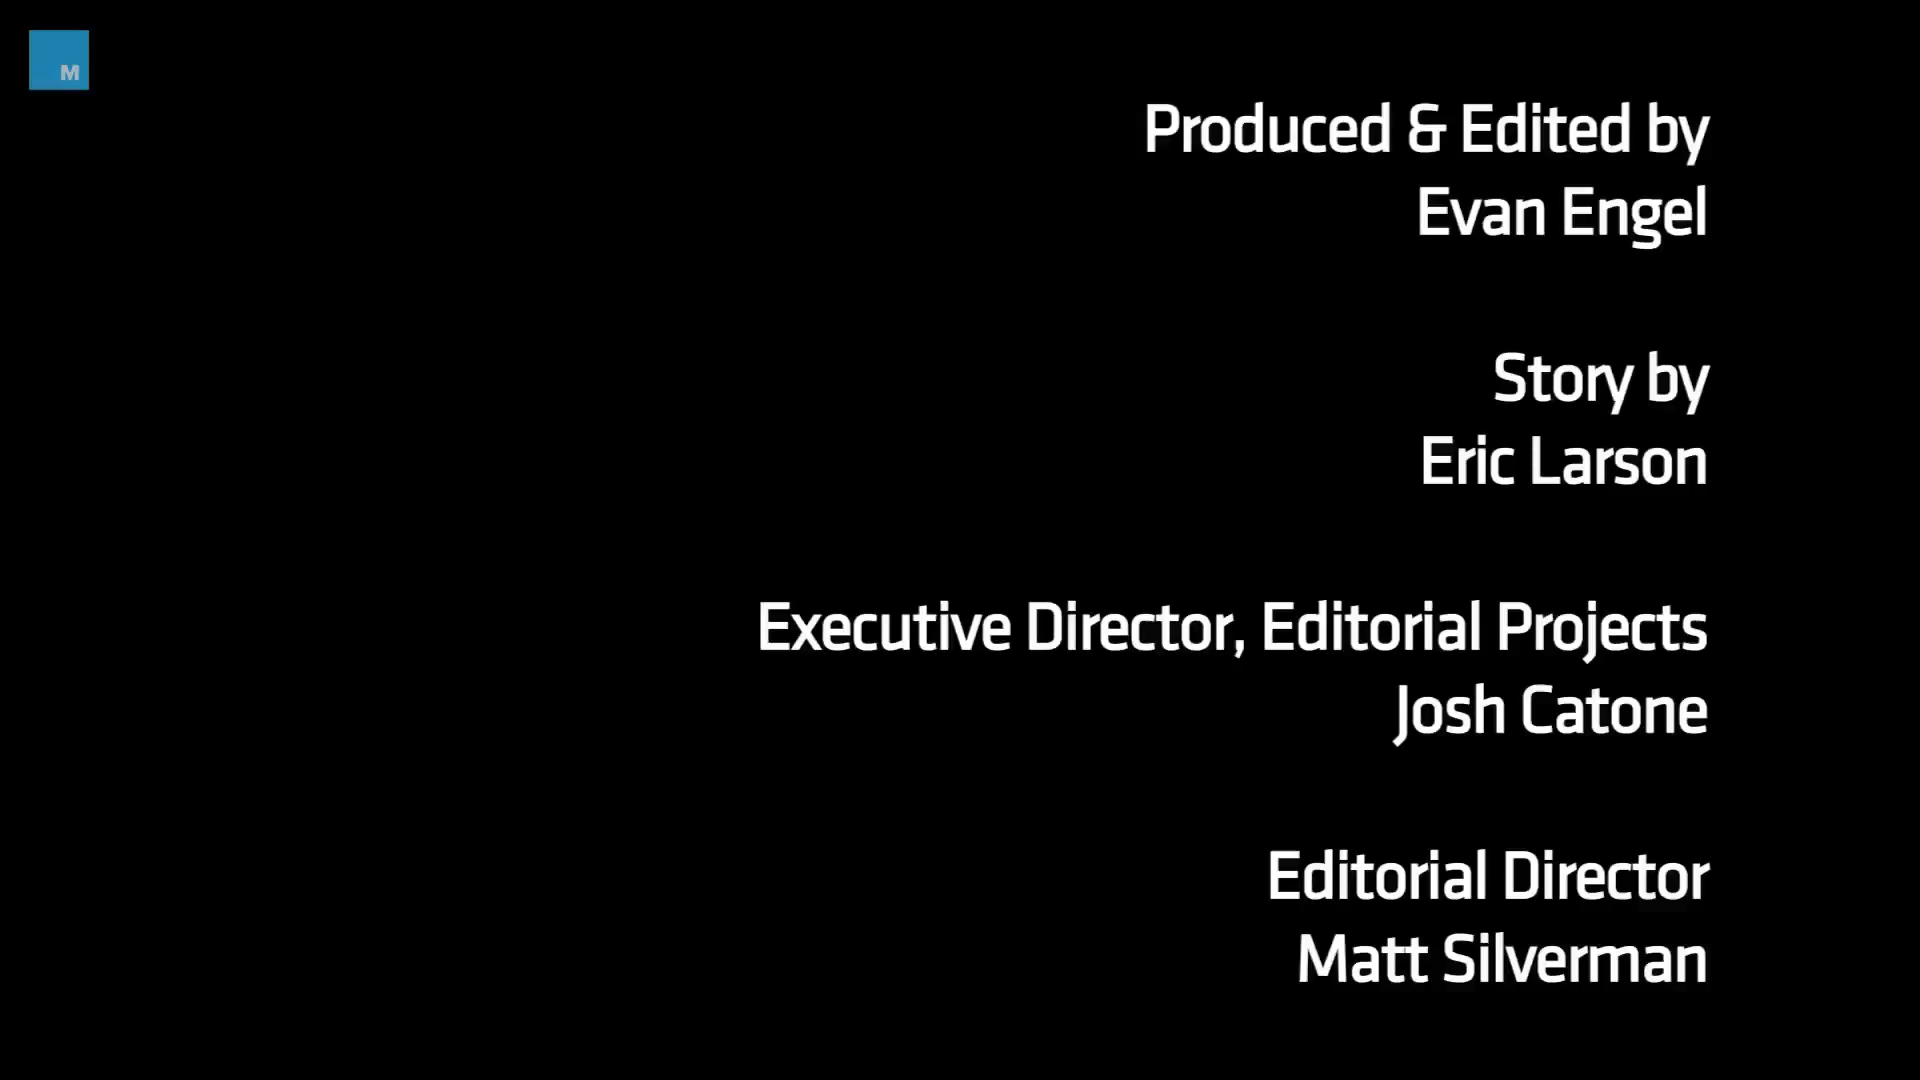 M
Produced & Edited by
Evan Engel
Story by
Eric Larson
Executive Director, Editorial Projects
Josh Catone
Editorial Director
Matt Silverman